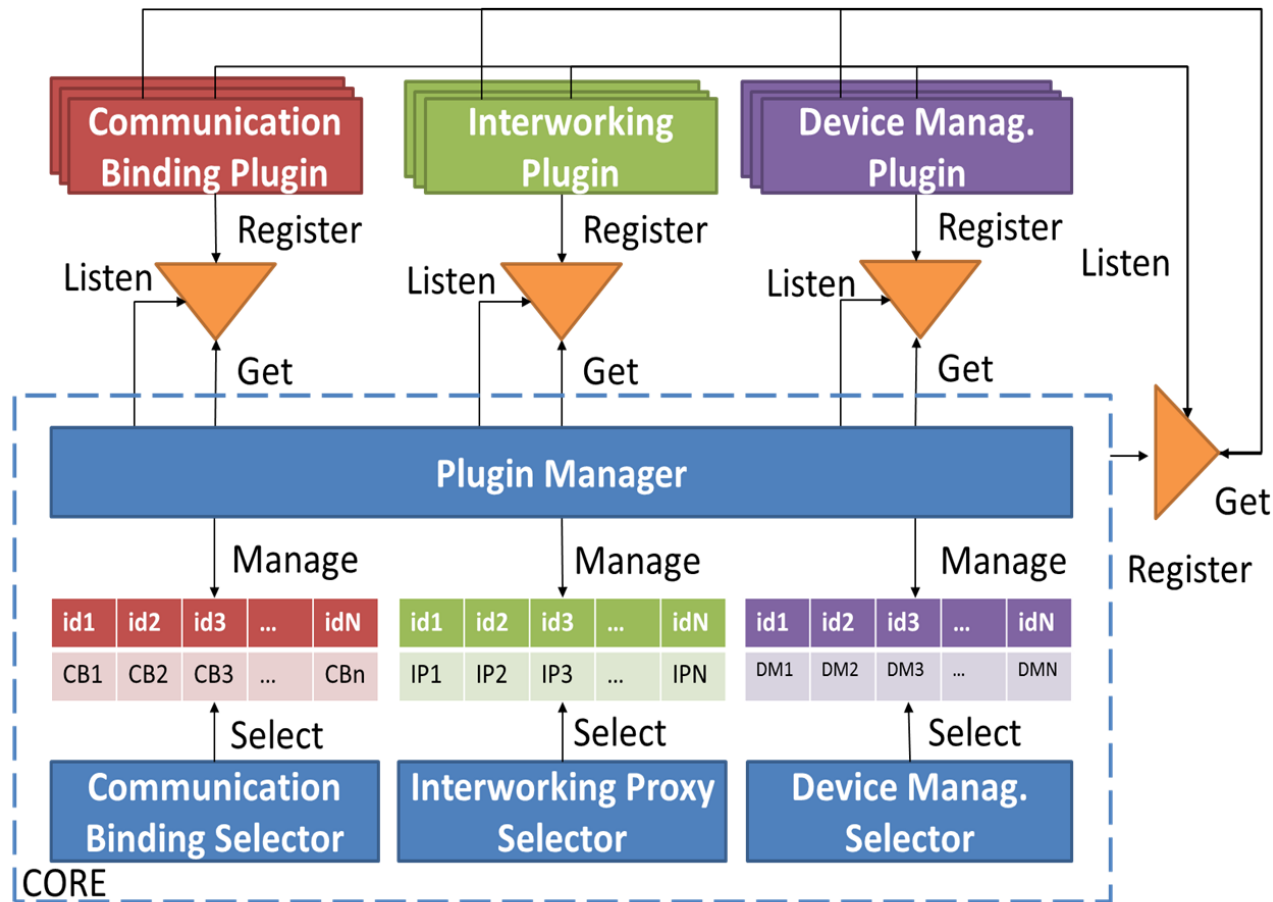 Communication
Binding Plugin
Interworking
Plugin
Device Manag.
Plugin
Register
Register
Register
Listen
Listen
Listen
Listen
Get
Get
Get
Plugin Manager
Get
Manage
Manage
Manage
Register
id1 id2 id3 ... idN
CB1 CB2 CB3 ... CBn
id1 id2 id3 ... idN
IP1 IP2 IP3 ... IPN
id1 id2 id3 ... idN
DM1 DM2 DM3 ... DMN
Select
Select
Select
Communication
Binding Selector
Interworking Proxy
Selector
Device Manag.
Selector
CORE